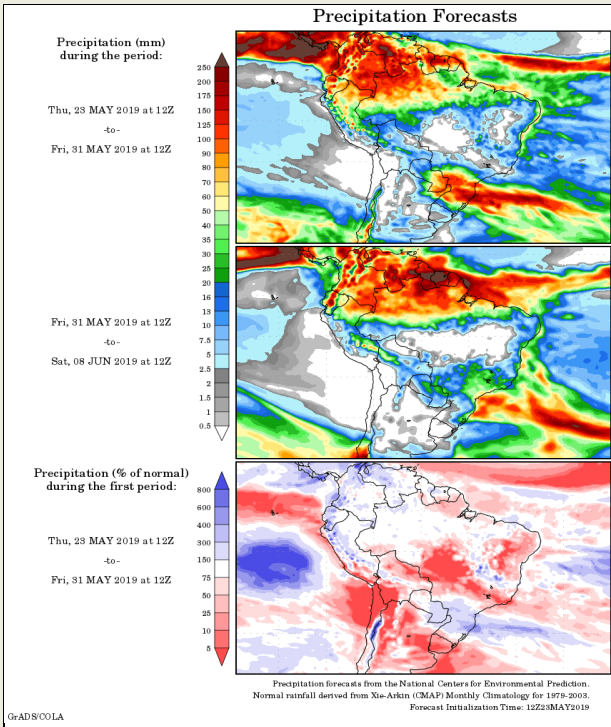 Precipitation Forecasts
Precipitation (mm)
during the period:
Thu, 23 MAY 2019 at 12Z
-to-
Fri, 31 MAY 2019 at 12Z
250
200
175
150
125
100
90
80
70
60
50
40
35
30
25
20
16
13
10
7.5
5
2.5
2
1.5
1
0.5
Fri, 31 MAY 2019 at 12Z
-to-
Sat, 08 JUN 2019 at 12Z
Precipitation (% of normal)
during the first period:
Thu, 23 MAY 2019 at 12Z
-to-
Fri, 31 MAY 2019 at 12Z
800
600
400
300
150
75
50
25
10
5
Precipitation forecasts from the National Centers for Environmental Prediction.
Normal rainfall derived from Xie-Arkin (CMAP) Monthly Climatology for 1979-2003.
Forecast Initialization Time: 12Z23MAY2019
GrADS/COLA